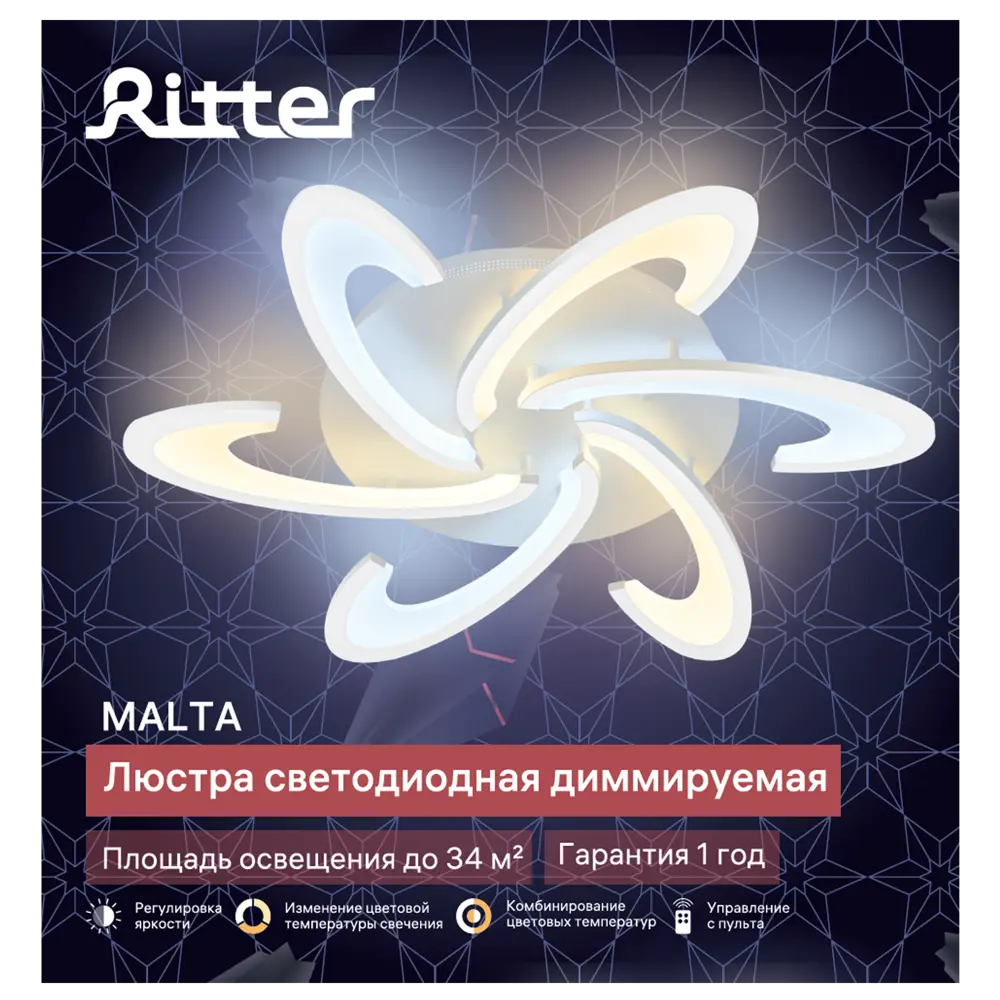 Ritter
MALTA
Люстра светодиодная диммируемая
Площадь освещения до 34 м²
Гарантия 1 год
Регулировка
яркости
Изменение цветовой
температуры свечения
Комбинирование
цветовых температур
Управление
с пульта